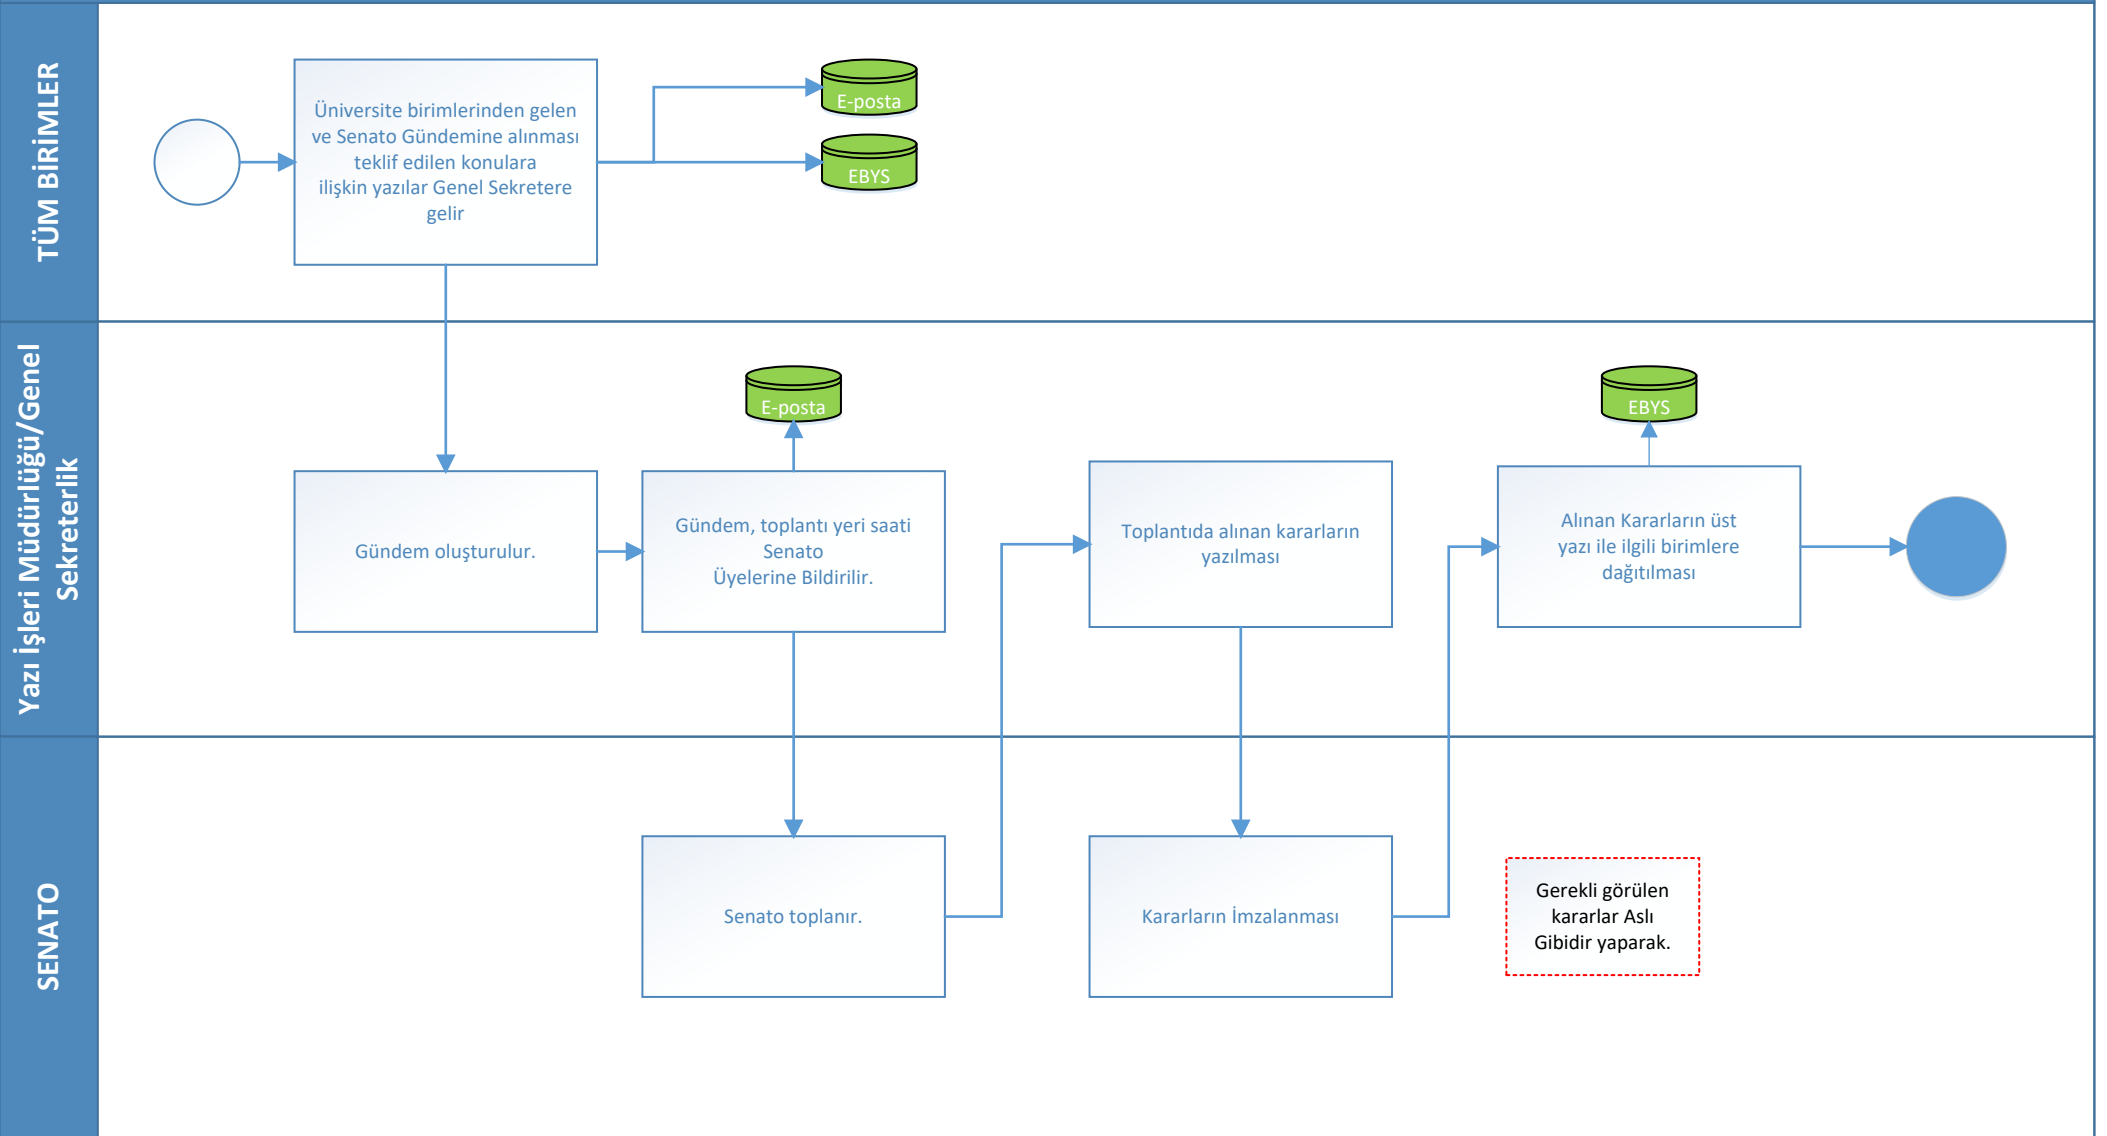 TÜM BİRİMLER
Üniversite birimlerinden gelen
ve Senato Gündemine alınması
teklif edilen konulara
ilişkin yazılar Genel Sekretere
gelir
E-posta
EBYS
Yazı İşleri Müdürlüğü/Genel
Sekreterlik
Gündem oluşturulur.
E-posta
Gündem, toplantı yeri saati
Senato
Üyelerine Bildirilir.
Toplantıda alınan kararların
yazılması
EBYS
Alınan Kararların üst
yazı ile ilgili birimlere
dağıtılması
SENATO
Senato toplanır.
Kararların İmzalanması
Gerekli görülen
kararlar Aslı
Gibidir yaparak.